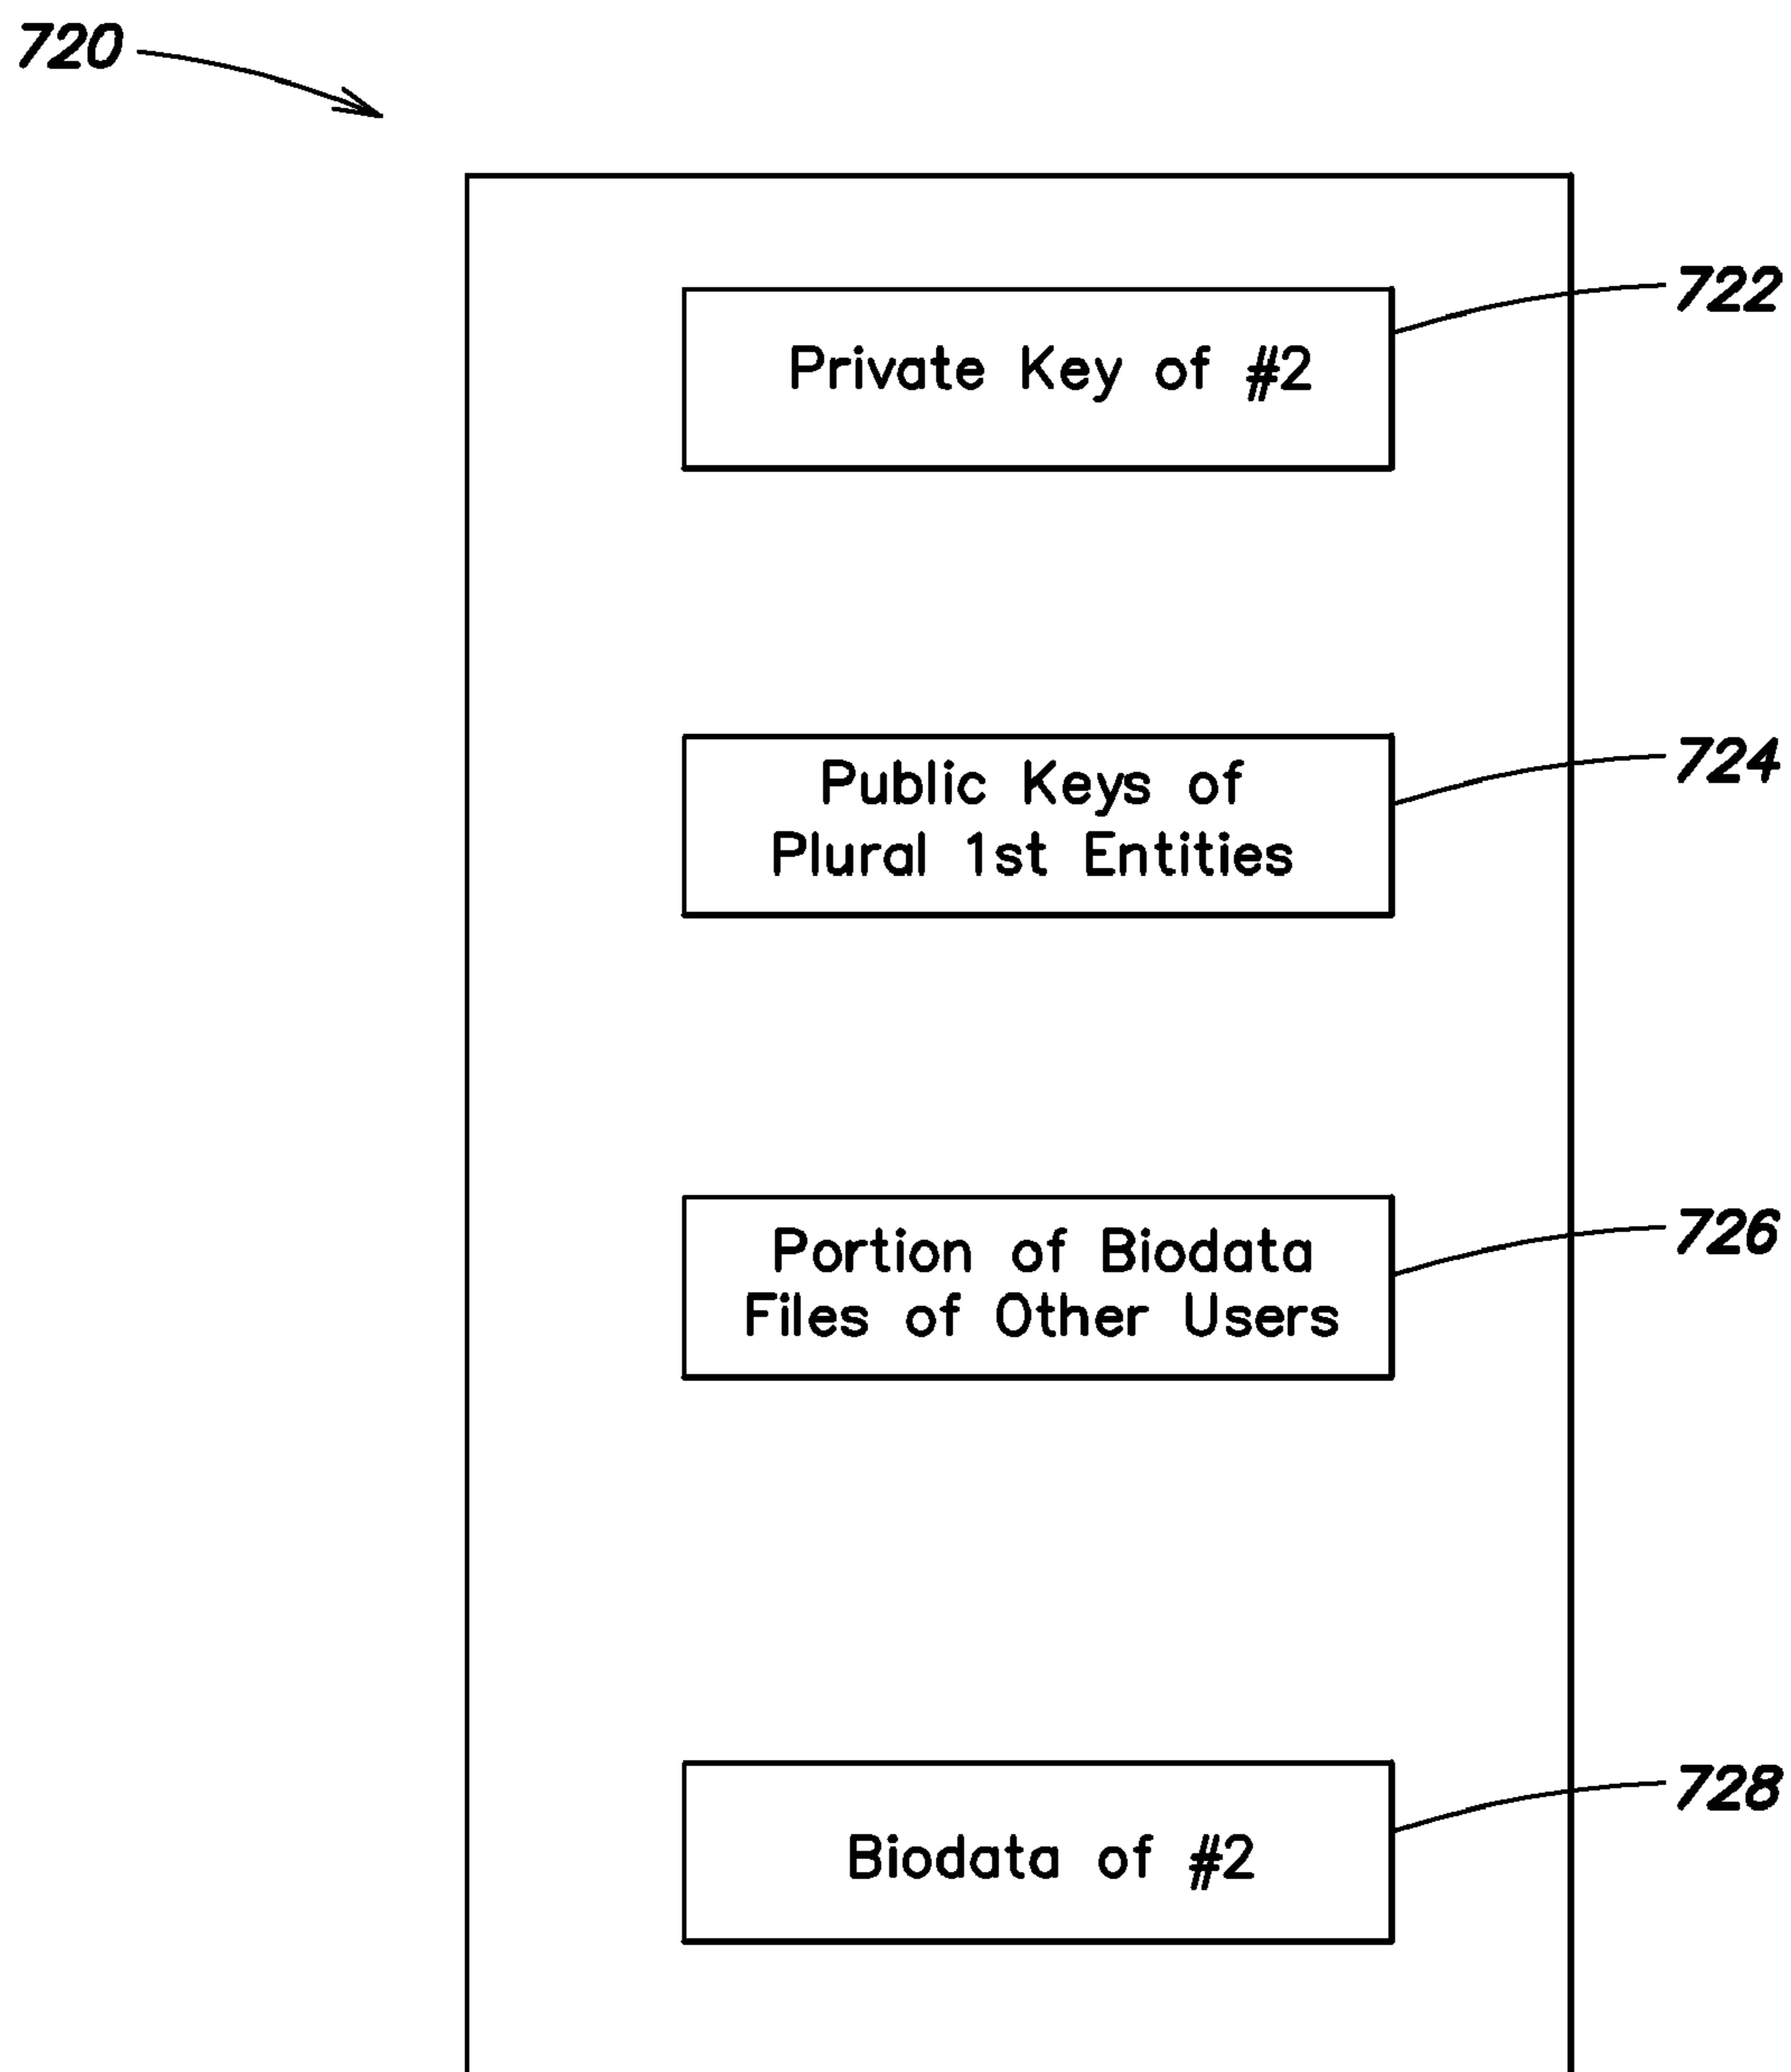 720
722
Private Key of #2
724
Public Keys of
Plural 1st Entities
726
Portion of Biodata
Files of Other Users
728
Biodata of #2